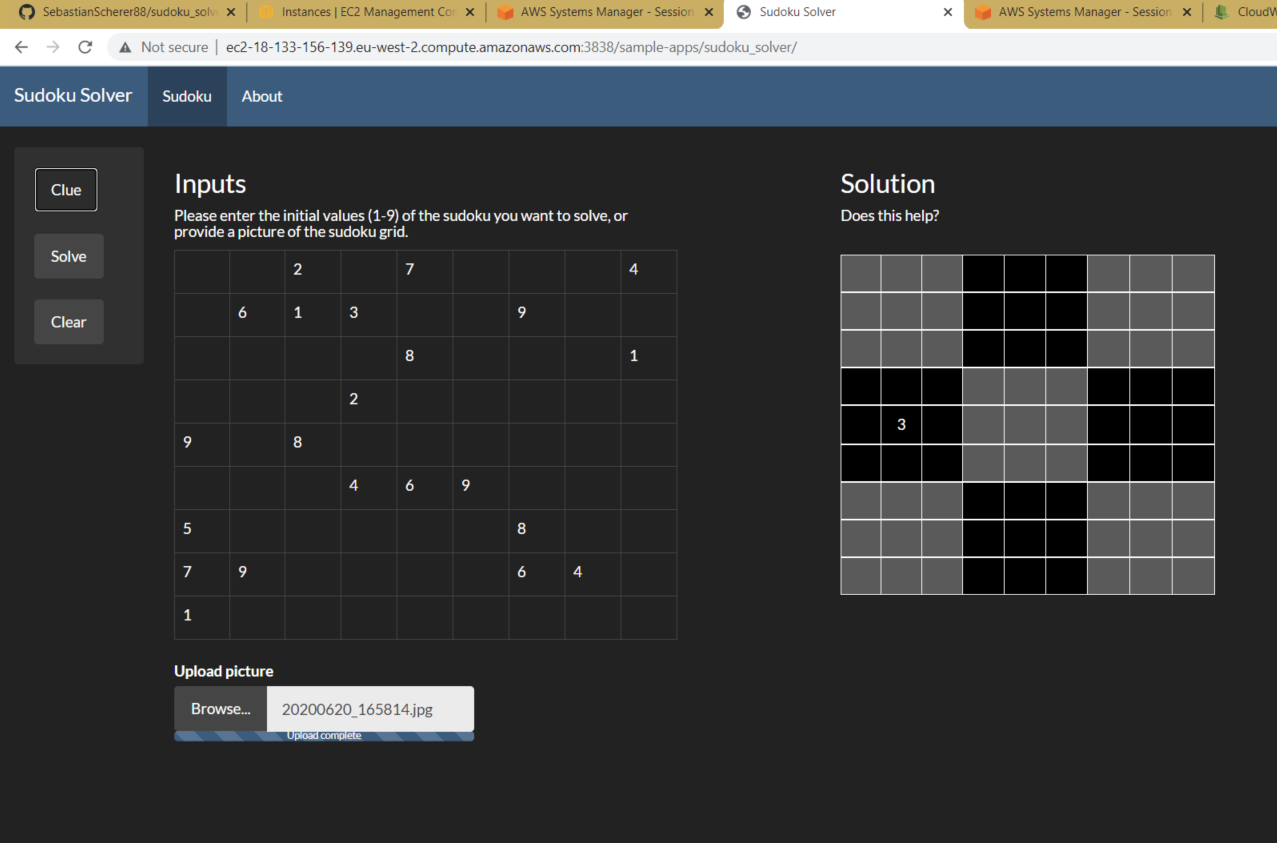 SebastianScherer88/sudoku_solv
Instances | EC2 Management Con
AWS Systems Manager - Session
Sudoku Solver
AWS Systems Manager - Session
CloudW
Not secure | ec2-18-133-156-139.eu-west-2.compute.amazonaws.com:3838/sample-apps/sudoku_solver/
Sudoku Solver Sudoku About
Clue
Solve
Clear
Inputs
Please enter the initial values (1-9) of the sudoku you want to solve, or
provide a picture of the sudoku grid.
2 7 4
6 1 3 9
8 1
2
9 8
4 6 9
5 8
7 9 6 4
1
Upload picture
Browse... 20200620_165814.jpg
Upload complete
Solution
Does this help?
3